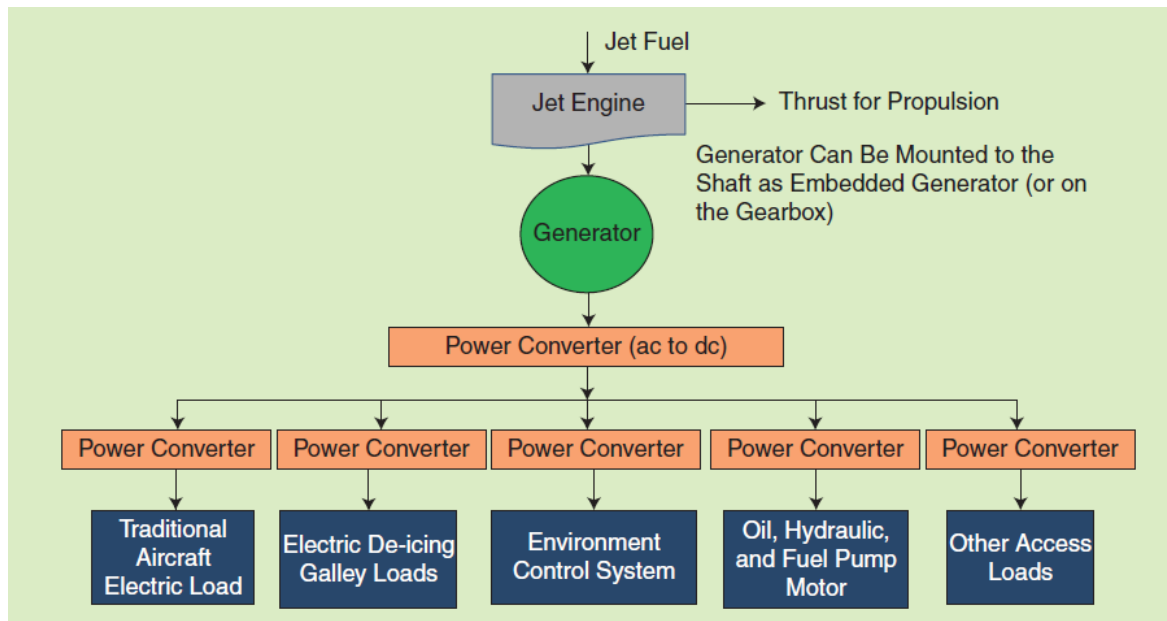 Jet Fuel
Jet Engine
Thrust for Propulsion
Generator Can Be Mounted to the
Shaft as Embedded Generator (or on
the Gearbox)
Generator
Power Converter (ac to dc)
Power Converter
Power Converter
Power Converter
Power Converter
Power Converter
Traditional
Aircraft
Electric Load
Electric De-icing
Galley Loads
Environment
Control System
Oil, Hydraulic,
and Fuel Pump
Motor
Other Access
Loads